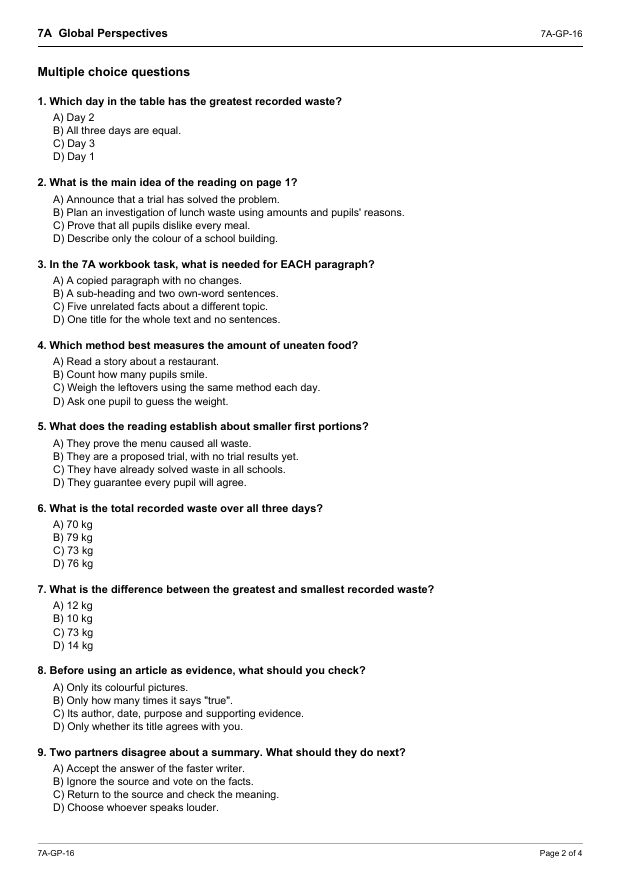 7A Global Perspectives
7A-GP-16
Multiple choice questions
1. Which day in the table has the greatest recorded waste?
A) Day 2
B) All three days are equal.
C) Day 3
D) Day 1
2. What is the main idea of the reading on page 1?
A) Announce that a trial has solved the problem.
B) Plan an investigation of lunch waste using amounts and pupils' reasons.
C) Prove that all pupils dislike every meal.
D) Describe only the colour of a school building.
3. In the 7A workbook task, what is needed for EACH paragraph?
A) A copied paragraph with no changes.
B) A sub-heading and two own-word sentences.
C) Five unrelated facts about a different topic.
D) One title for the whole text and no sentences.
4. Which method best measures the amount of uneaten food?
A) Read a story about a restaurant.
B) Count how many pupils smile.
C) Weigh the leftovers using the same method each day.
D) Ask one pupil to guess the weight.
5. What does the reading establish about smaller first portions?
A) They prove the menu caused all waste.
B) They are a proposed trial, with no trial results yet.
C) They have already solved waste in all schools.
D) They guarantee every pupil will agree.
6. What is the total recorded waste over all three days?
A) 70 kg
B) 79 kg
C) 73 kg
D) 76 kg
7. What is the difference between the greatest and smallest recorded waste?
A) 12 kg
B) 10 kg
C) 73 kg
D) 14 kg
8. Before using an article as evidence, what should you check?
A) Only its colourful pictures.
B) Only how many times it says "true".
C) Its author, date, purpose and supporting evidence.
D) Only whether its title agrees with you.
9. Two partners disagree about a summary. What should they do next?
A) Accept the answer of the faster writer.
B) Ignore the source and vote on the facts.
C) Return to the source and check the meaning.
D) Choose whoever speaks louder.
7A-GP-16
Page 2 of 4